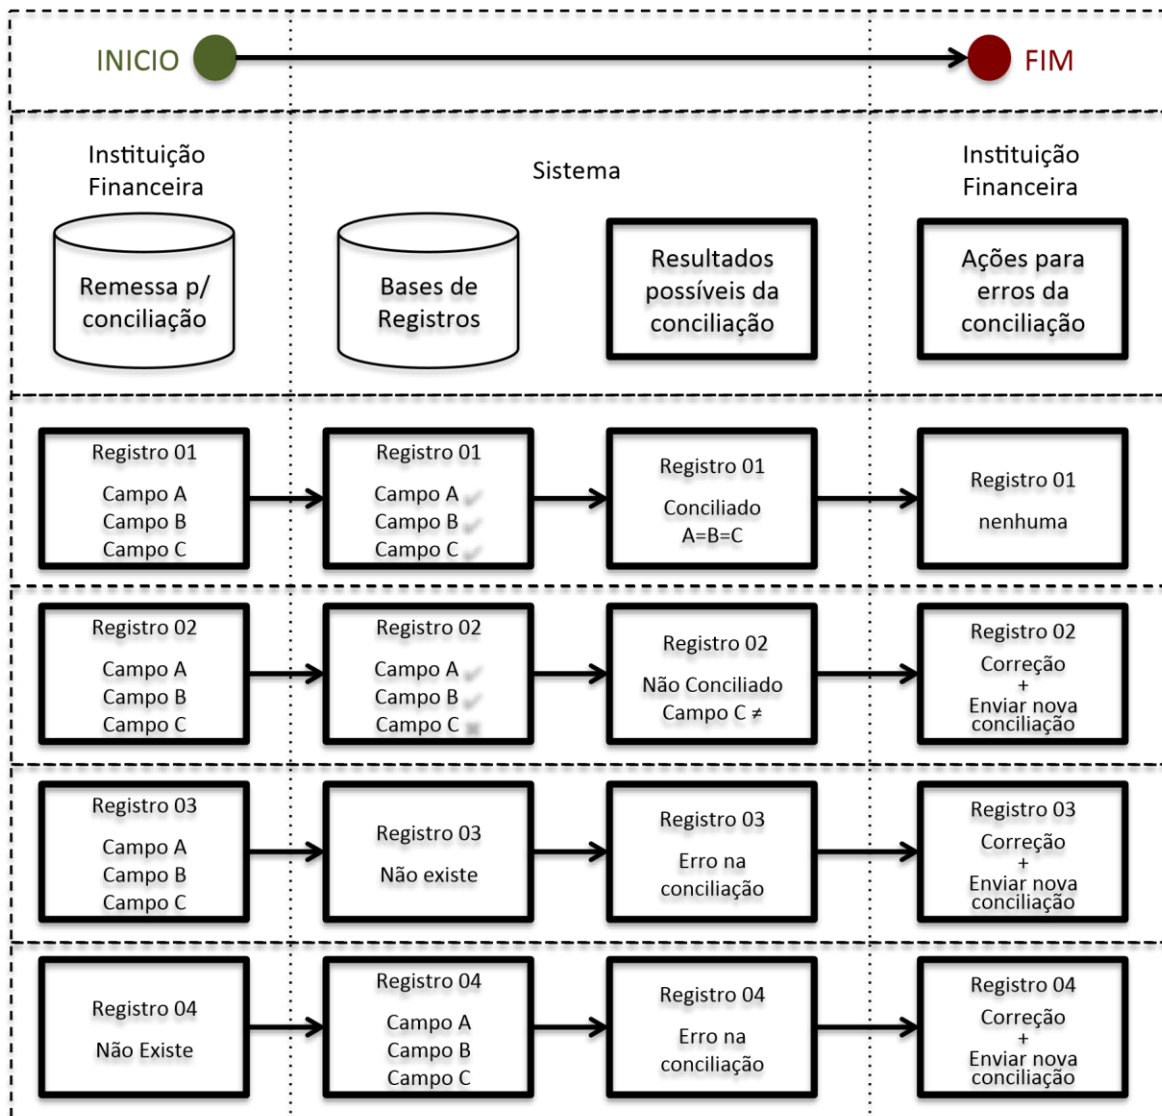 INICIO
FIM
Instituição
Financeira
Sistema
Instituição
Financeira
Remessa p/
conciliação
Bases de
Registros
Resultados
possíveis da
conciliação
Ações para
erros da
conciliação
Registro 01
Campo A
Campo B
Campo C
Registro 01
Campo A ✓
Campo B ✓
Campo C ✓
Registro 01
Conciliado
A=B=C
Registro 01
nenhuma
Registro 02
Campo A
Campo B
Campo C
Registro 02
Campo A ✓
Campo B ✓
Campo C ✖
Registro 02
Não Conciliado
Campo C ≠
Registro 02
Correção
+
Enviar nova
conciliação
Registro 03
Campo A
Campo B
Campo C
Registro 03
Não existe
Registro 03
Erro na
conciliação
Registro 03
Correção
+
Enviar nova
conciliação
Registro 04
Não Existe
Registro 04
Campo A
Campo B
Campo C
Registro 04
Erro na
conciliação
Registro 04
Correção
+
Enviar nova
conciliação